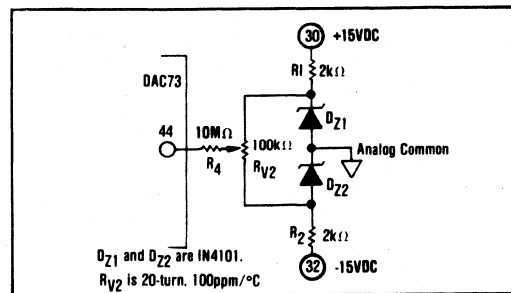 30 +15VDC
R1 2kΩ
DAC73
DZ1
44 10MΩ 100kΩ Analog Common
R4 RV2
DZ2
R2 2kΩ
DZ1 and DZ2 are IN4101.
RV2 is 20-turn, 100ppm/°C
32 -15VDC